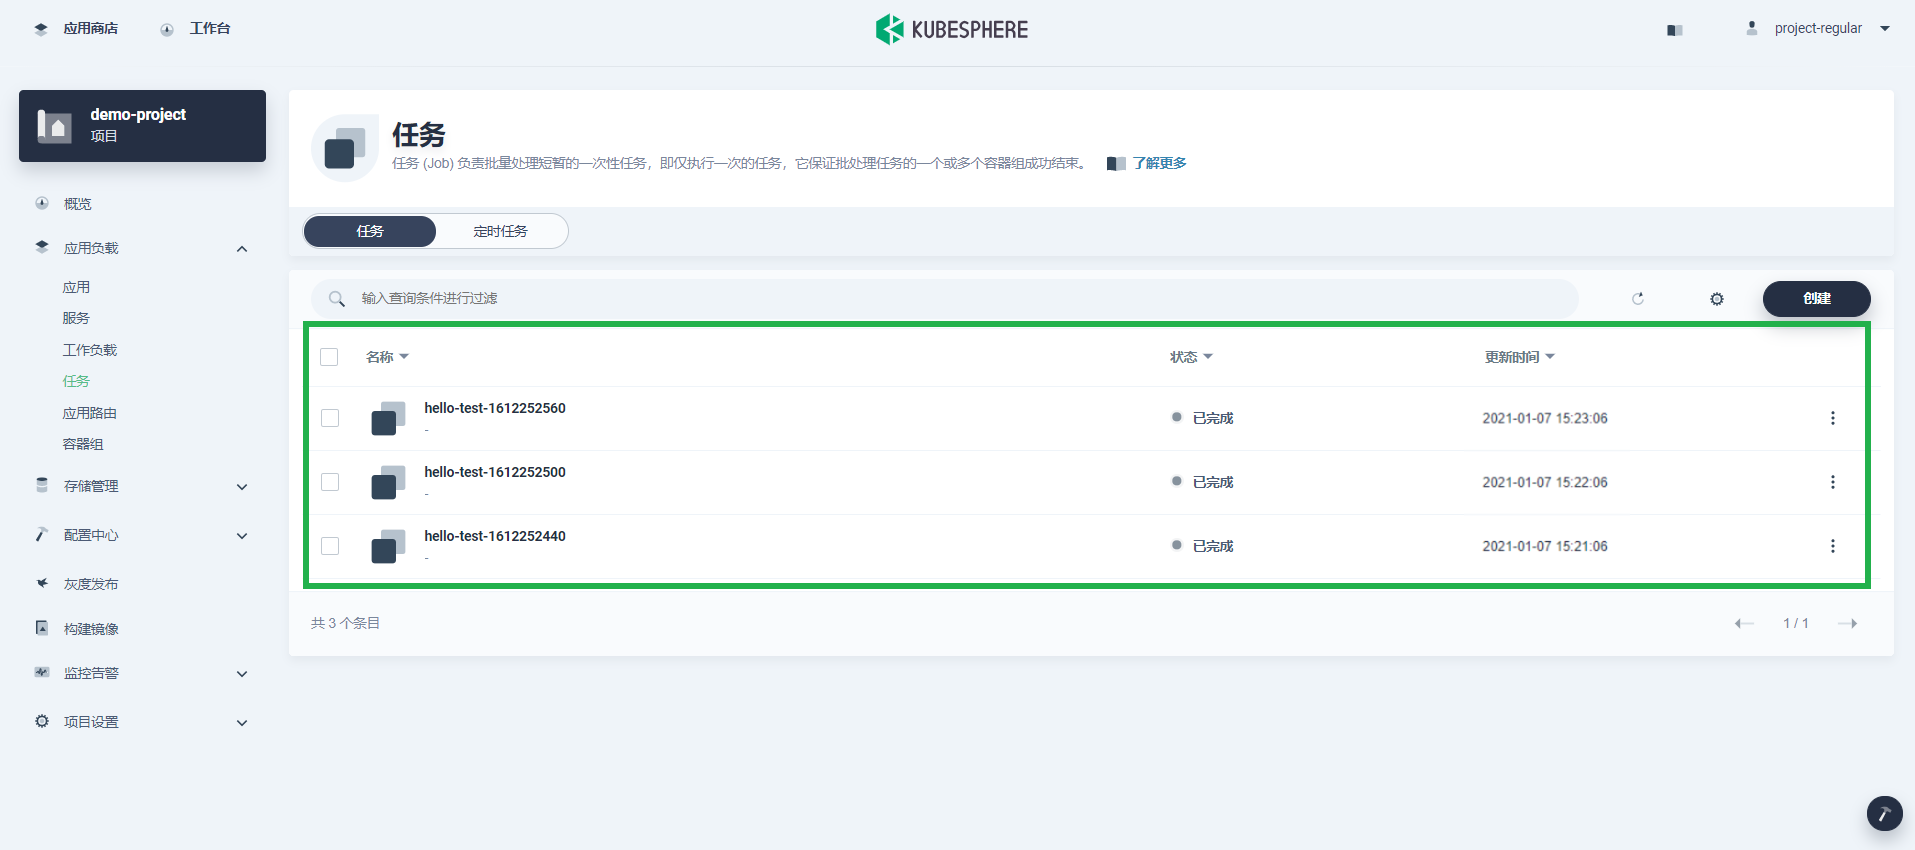 应用商店
工作台
KUBESPHERE
project-regular
demo-project
项目
概览
应用负载
应用
服务
工作负载
任务
应用路由
容器组
存储管理
配置中心
灰度发布
构建镜像
监控告警
项目设置
任务
任务 (Job) 负责批量处理短暂的一次性任务，即仅执行一次的任务，它保证批处理任务的一个或多个容器组成功结束。 了解更多
任务
定时任务
输入查询条件进行过滤
创建
名称 状态 更新时间
hello-test-1612252560
-
已完成
2021-01-07 15:23:06
hello-test-1612252500
-
已完成
2021-01-07 15:22:06
hello-test-1612252440
-
已完成
2021-01-07 15:21:06
共 3 个条目
1 / 1